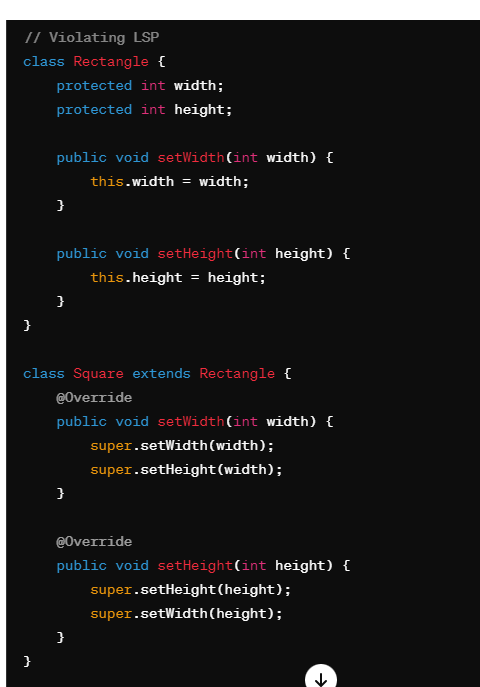 // Violating LSP
class Rectangle {
    protected int width;
    protected int height;

    public void setWidth(int width) {
        this.width = width;
    }

    public void setHeight(int height) {
        this.height = height;
    }
}

class Square extends Rectangle {
    @Override
    public void setWidth(int width) {
        super.setWidth(width);
        super.setHeight(width);
    }

    @Override
    public void setHeight(int height) {
        super.setHeight(height);
        super.setWidth(height);
    }
}